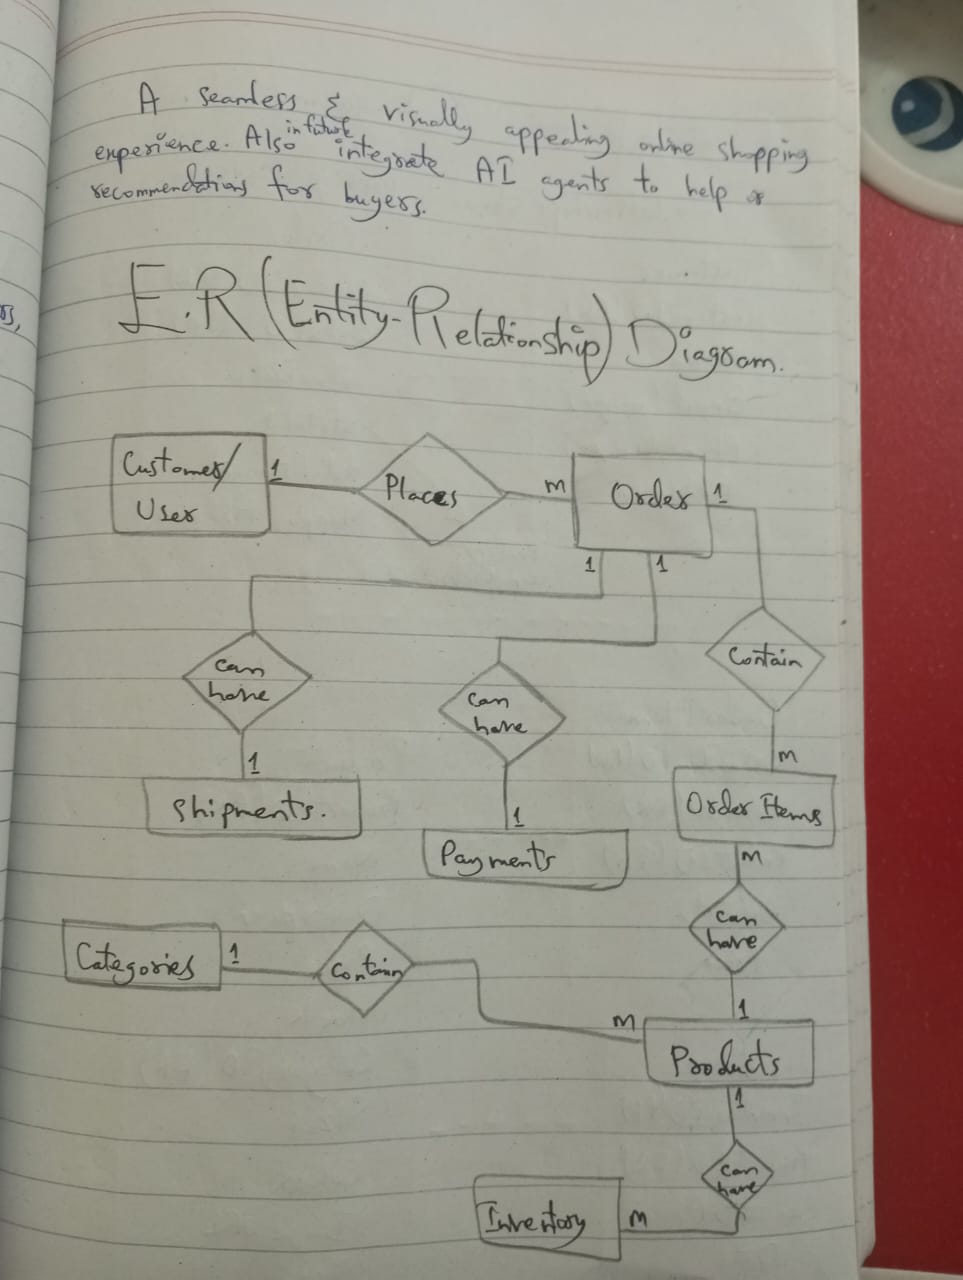 A seamless & visually appealing online shopping
experience. Also in future integrate AI agents to help or
recommendations for buyers.
E.R (Entity-Relationship) Diagram.
Customer/
User
1
Places
M
Order
1
1
1
Can
have
Can
have
Contain
1
M
Shipments.
1
Order Items
Payments
M
Can
have
Categories
1
Contain
1
M
Products
1
Can
have
Inventory
M